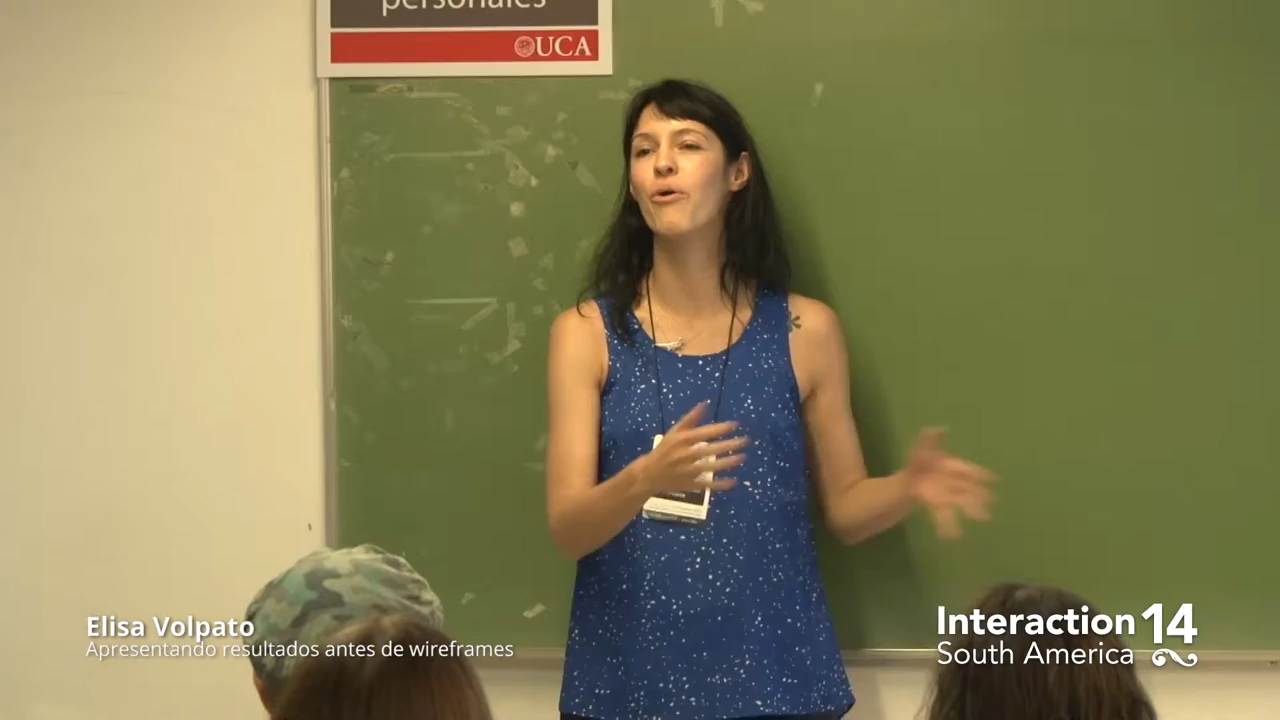 personales
UCA
Elisa Volpato
Apresentando resultados antes de wireframes
Interaction 14
South America